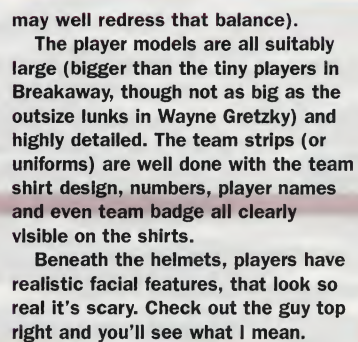 may well redress that balance).
The player models are all suitably
large (bigger than the tiny players in
Breakaway, though not as big as the
outsize lunks in Wayne Gretzky) and
highly detailed. The team strips (or
uniforms) are well done with the team
shirt design, numbers, player names
and even team badge all clearly
visible on the shirts.
Beneath the helmets, players have
realistic facial features, that look so
real it's scary. Check out the guy top
right and you'll see what I mean.